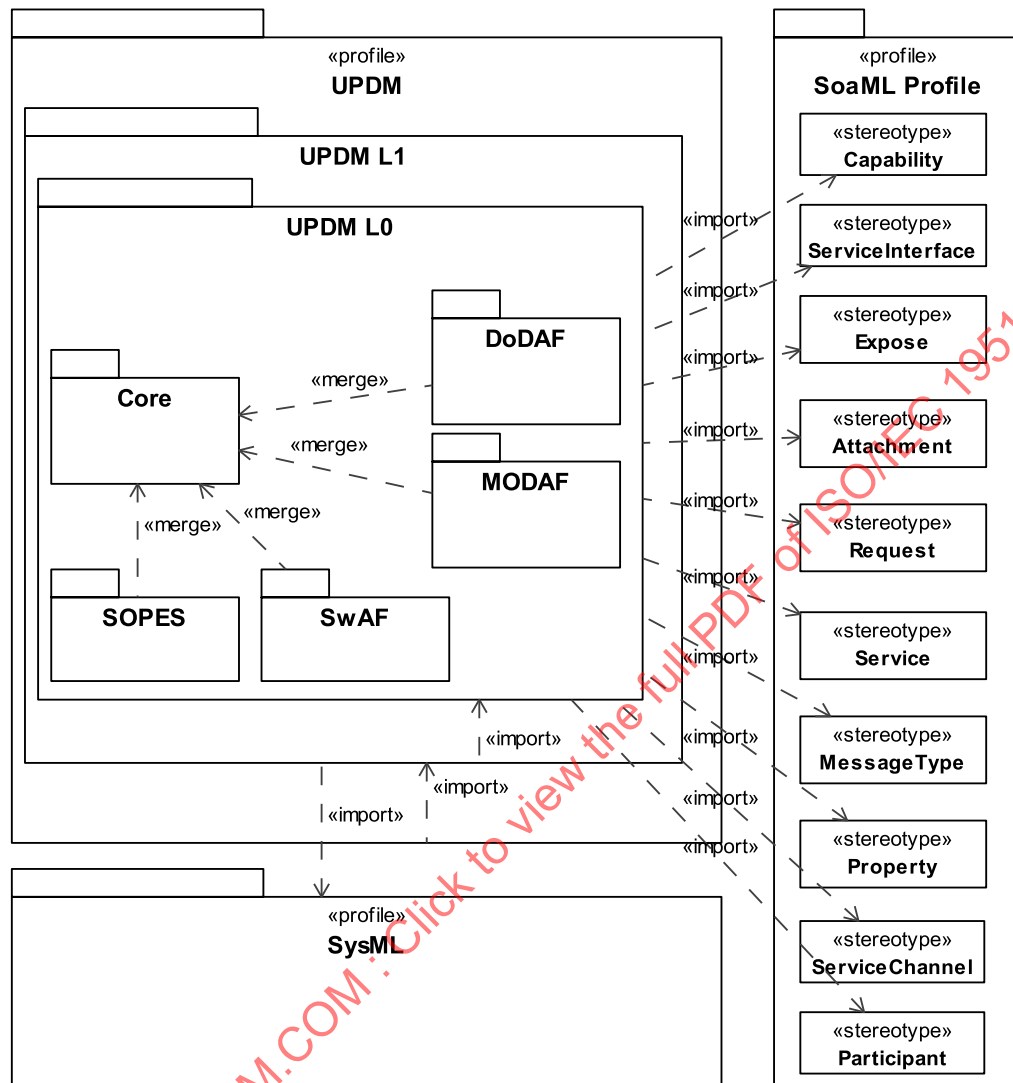 «profile»
UPDM
UPDM L1
UPDM L0
DoDAF
Core
«merge»
«merge»
MODAF
«merge»
«merge»
SOPES
SwAF
«import»
«import»
«import»
«profile»
SysML
«import»
«import»
«import»
«import»
«import»
«import»
«import»
«import»
«import»
«import»
«profile»
SoaML Profile
«stereotype»
Capability
«stereotype»
ServiceInterface
«stereotype»
Expose
«stereotype»
Attachment
«stereotype»
Request
«stereotype»
Service
«stereotype»
MessageType
«stereotype»
Property
«stereotype»
ServiceChannel
«stereotype»
Participant
M.COM : Click to view the full PDF of ISO/IEC 1951